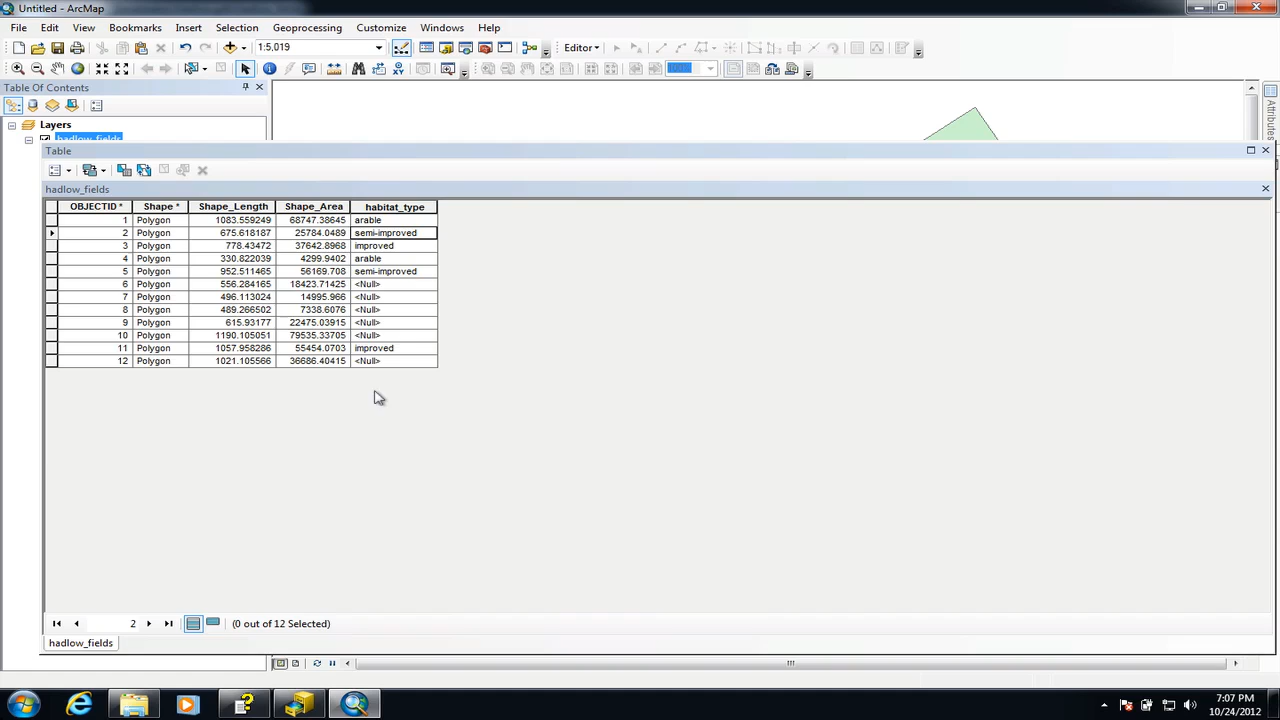 Untitled - ArcMap
File Edit View Bookmarks Insert Selection Geoprocessing Customize Windows Help
1:5,019 Editor
Table Of Contents
Layers
hadlow_fields
Attributes
Table
hadlow_fields
OBJECTID * Shape * Shape_Length Shape_Area habitat_type
1 Polygon 1083.559249 68747.38645 arable
2 Polygon 675.618187 25784.0489 semi-improved
3 Polygon 778.43472 37642.8968 improved
4 Polygon 330.822039 4299.9402 arable
5 Polygon 952.511465 56169.708 semi-improved
6 Polygon 556.284165 18423.71425 <Null>
7 Polygon 496.113024 14995.966 <Null>
8 Polygon 489.266502 7338.6076 <Null>
9 Polygon 615.93177 22475.03915 <Null>
10 Polygon 1190.105051 79535.33705 <Null>
11 Polygon 1057.958286 55454.0703 improved
12 Polygon 1021.105566 36686.40415 <Null>
2 (0 out of 12 Selected)
hadlow_fields
7:07 PM
10/24/2012